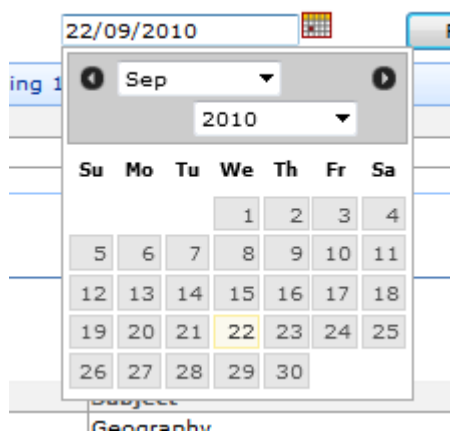 22/09/2010
ing 1
Sep
2010
Su Mo Tu We Th Fr Sa
1 2 3 4
5 6 7 8 9 10 11
12 13 14 15 16 17 18
19 20 21 22 23 24 25
26 27 28 29 30
Subject
Geography